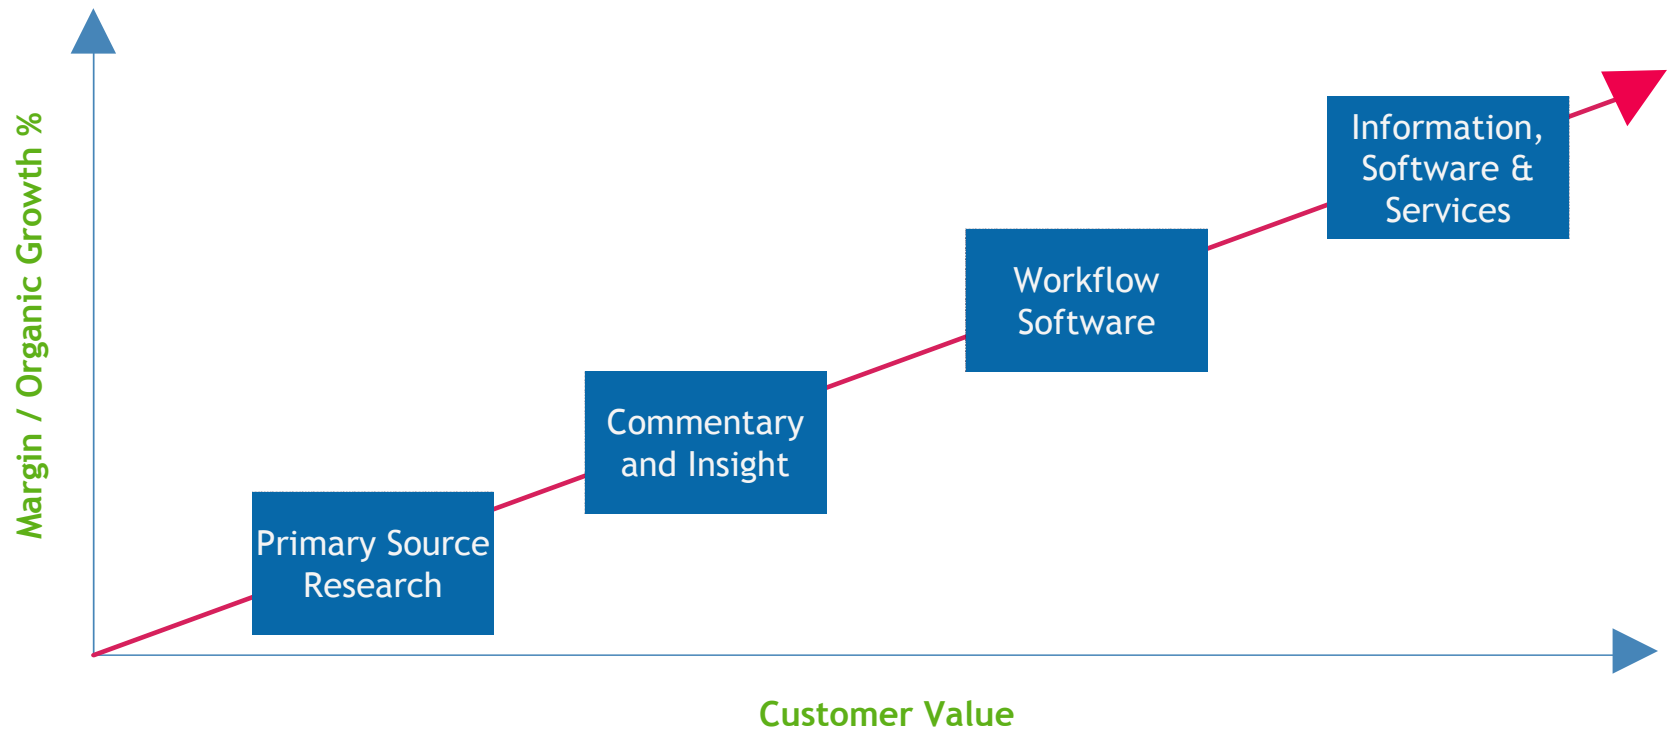 Margin / Organic Growth %
Information,
Software &
Services
Workflow
Software
Commentary
and Insight
Primary Source
Research
Customer Value